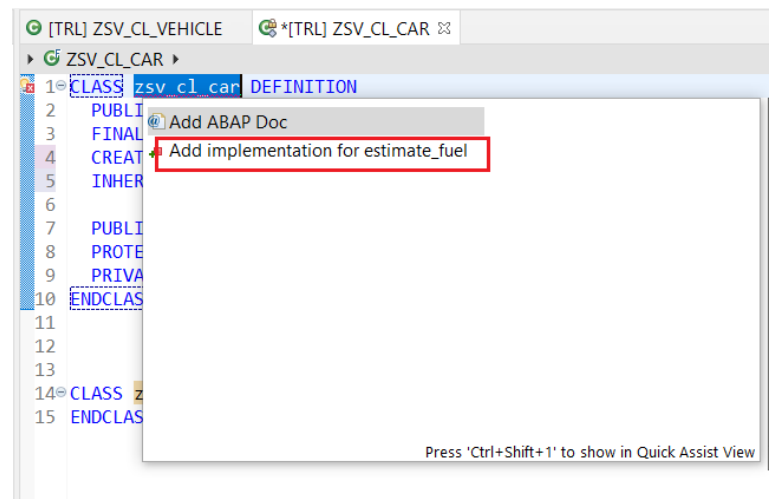 [TRL] ZSV_CL_VEHICLE *[TRL] ZSV_CL_CAR
ZSV_CL_CAR
1 CLASS zsv_cl_car DEFINITION
2 PUBLI
3 FINAL
4 CREAT
5 INHER
6
7 PUBLI
8 PROTE
9 PRIVA
10 ENDCLAS
11
12
13
14 CLASS z
15 ENDCLAS
Add ABAP Doc
Add implementation for estimate_fuel
Press 'Ctrl+Shift+1' to show in Quick Assist View